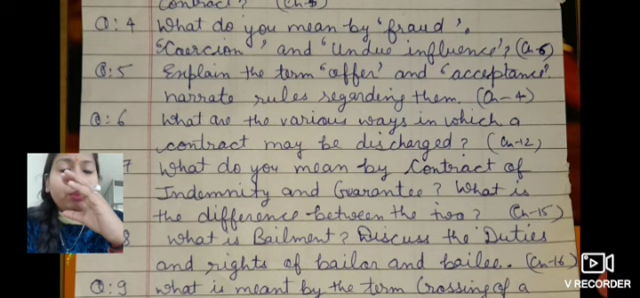 contract? (Ch-5)
Q:4 What do you mean by 'fraud',
'Coercion' and 'Undue influence'? (Ch-6)
Q:5 Explain the term 'offer' and 'acceptance'.
narrate rules regarding them. (Ch-4)
Q:6 What are the various ways in which a
contract may be discharged? (Ch-12)
7 What do you mean by Contract of
Indemnity and Guarantee? What is
the difference between the two? (Ch-15)
8 What is Bailment? Discuss the Duties
and rights of bailor and bailee. (Ch-16)
Q:9 What is meant by the term Crossing of a
V RECORDER